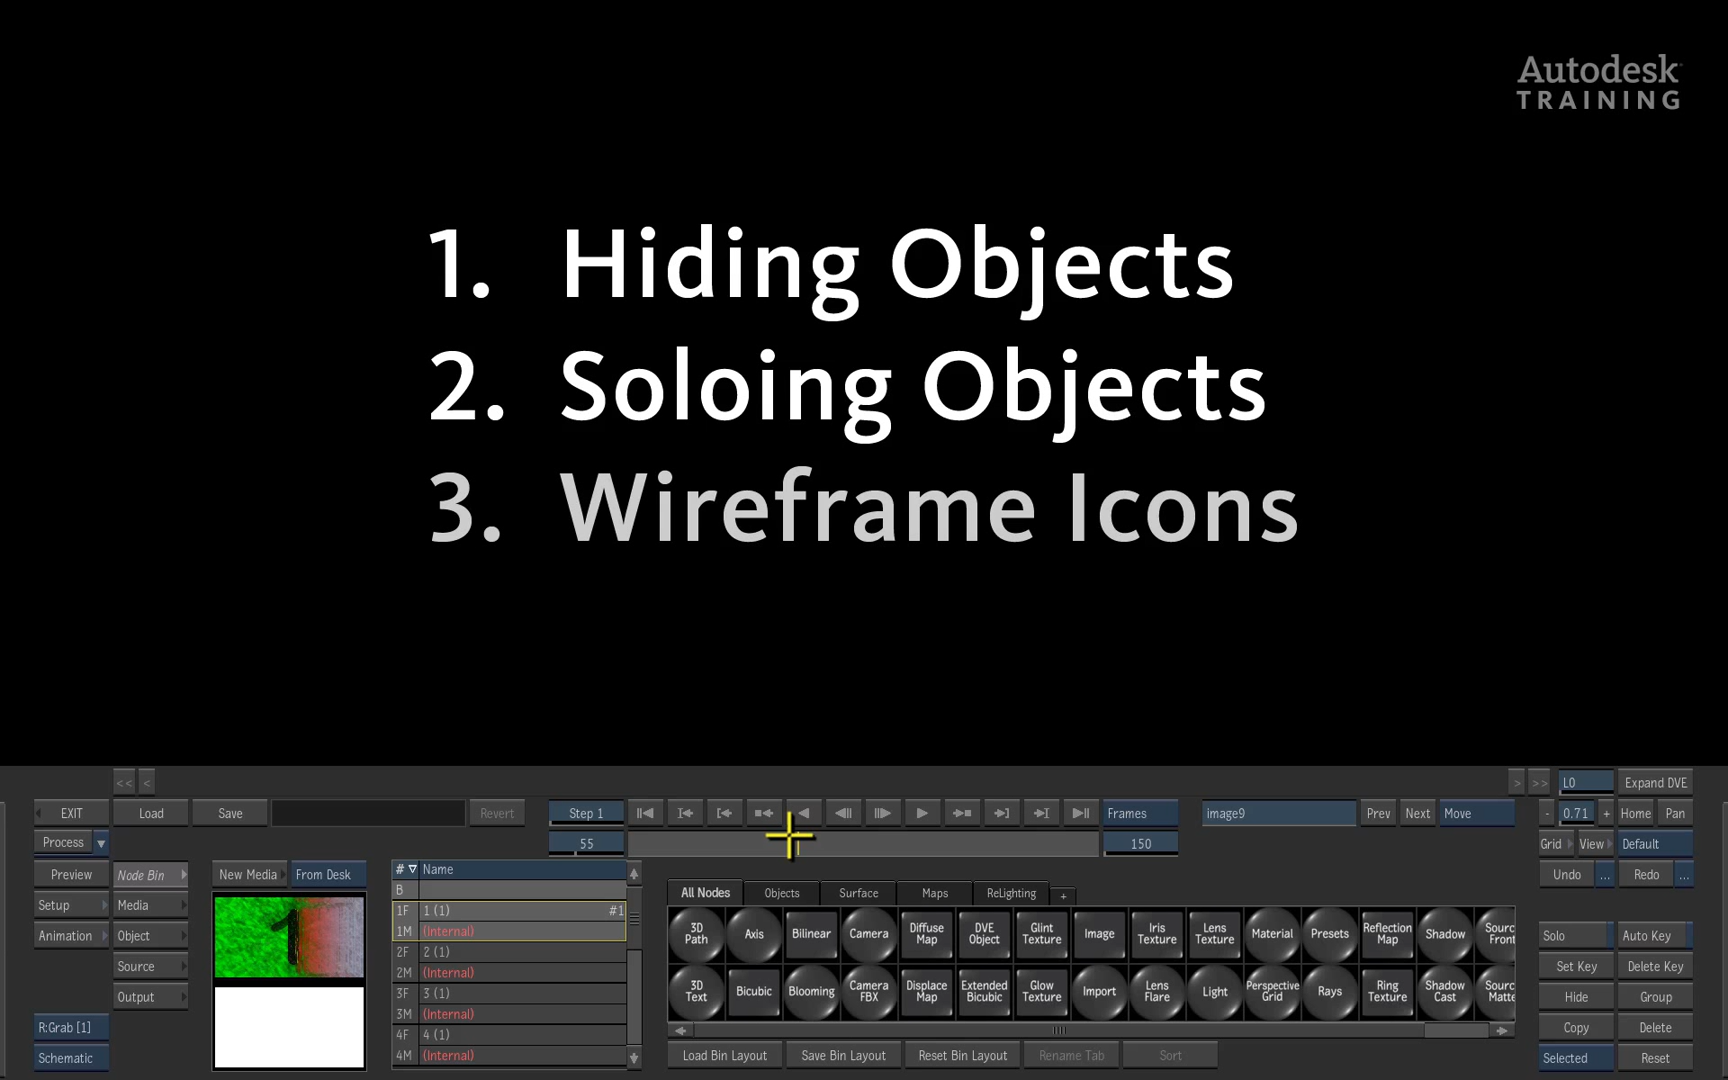 Autodesk
TRAINING
1. Hiding Objects
2. Soloing Objects
3. Wireframe Icons
<< < > >> L0 Expand DVE
EXIT Load Save Revert Step 1 Frames image9 Prev Next Move - 0.71 + Home Pan
Process 55 150 Grid View Default
Preview Node Bin New Media From Desk # Name Undo ... Redo ...
B
All Nodes Objects Surface Maps ReLighting +
Setup Media 1F 1 (1) #1
1M (Internal)
Animation Object Solo Auto Key
2F 2 (1)
Source 2M (Internal) Set Key Delete Key
3F 3 (1)
Output Hide Group
3M (Internal)
R:Grab [1] 4F 4 (1) Copy Delete
Schematic 4M (Internal) Selected Reset
3D Path Axis Bilinear Camera Diffuse Map DVE Object Glint Texture Image Iris Texture Lens Texture Material Presets Reflection Map Shadow Sourc Front
3D Text Bicubic Blooming Camera FBX Displace Map Extended Bicubic Glow Texture Import Lens Flare Light Perspective Grid Rays Ring Texture Shadow Cast Sourc Matte
Load Bin Layout Save Bin Layout Reset Bin Layout Rename Tab Sort